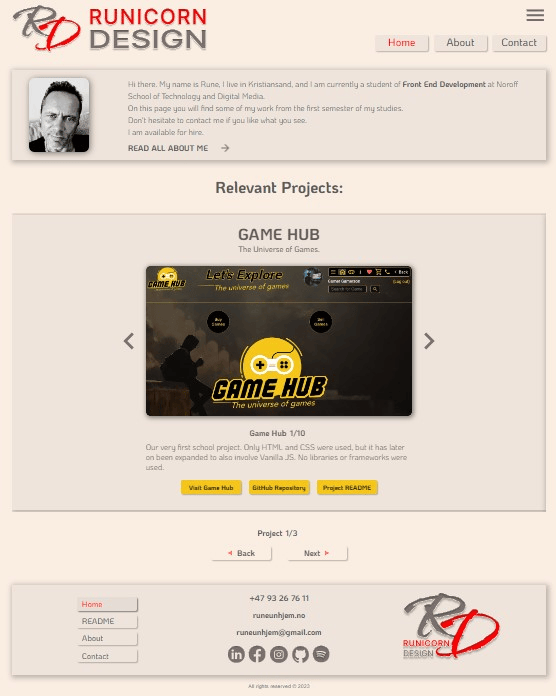 RUNICORN
DESIGN
Home
About
Contact
Hi there. My name is Rune, I live in Kristiansand, and I am currently a student of Front End Development at Noroff
School of Technology and Digital Media.
On this page you will find some of my work from the first semester of my studies.
Don't hesitate to contact me if you like what you see.
I am available for hire.
READ ALL ABOUT ME
Relevant Projects:
GAME HUB
The Universe of Games.
GAME HUB
Let's Explore
The universe of games
Back
Buy
Games
Sell
Games
GAME HUB
The universe of games
Game Hub 1/10
Our very first school project. Only HTML and CSS were used, but it has later
on been expanded to also involve Vanilla JS. No libraries or frameworks were
used.
Visit Game Hub
GitHub Repository
Project README
Project 1/3
Back
Next
Home
README
About
Contact
+47 93 26 76 11
runeunhjem.no
runeunhjem@gmail.com
RD
RUNICORN
DESIGN
All rights reserved © 2023